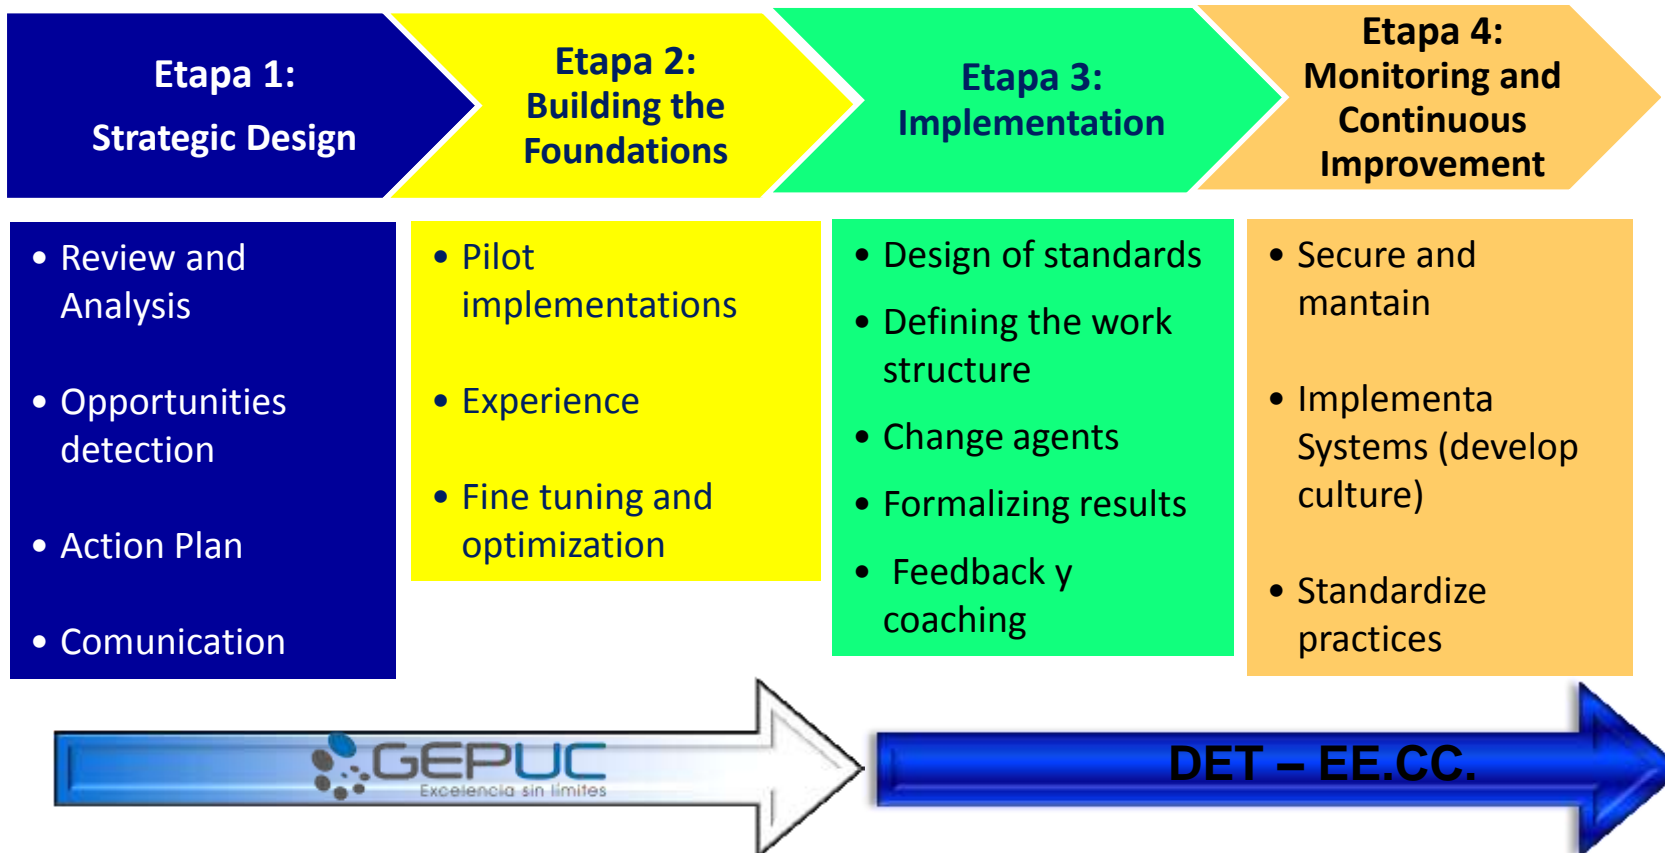 Etapa 1:
Strategic Design
Etapa 2:
Building the
Foundations
Etapa 3:
Implementation
Etapa 4:
Monitoring and
Continuous
Improvement
• Review and
Analysis
• Opportunities
detection
• Action Plan
• Comunication
• Pilot
implementations
• Experience
• Fine tuning and
optimization
• Design of standards
• Defining the work
structure
• Change agents
• Formalizing results
• Feedback y
coaching
• Secure and
mantain
• Implementa
Systems (develop
culture)
• Standardize
practices
GEPUC
Excelencia sin límites
DET – EE.CC.